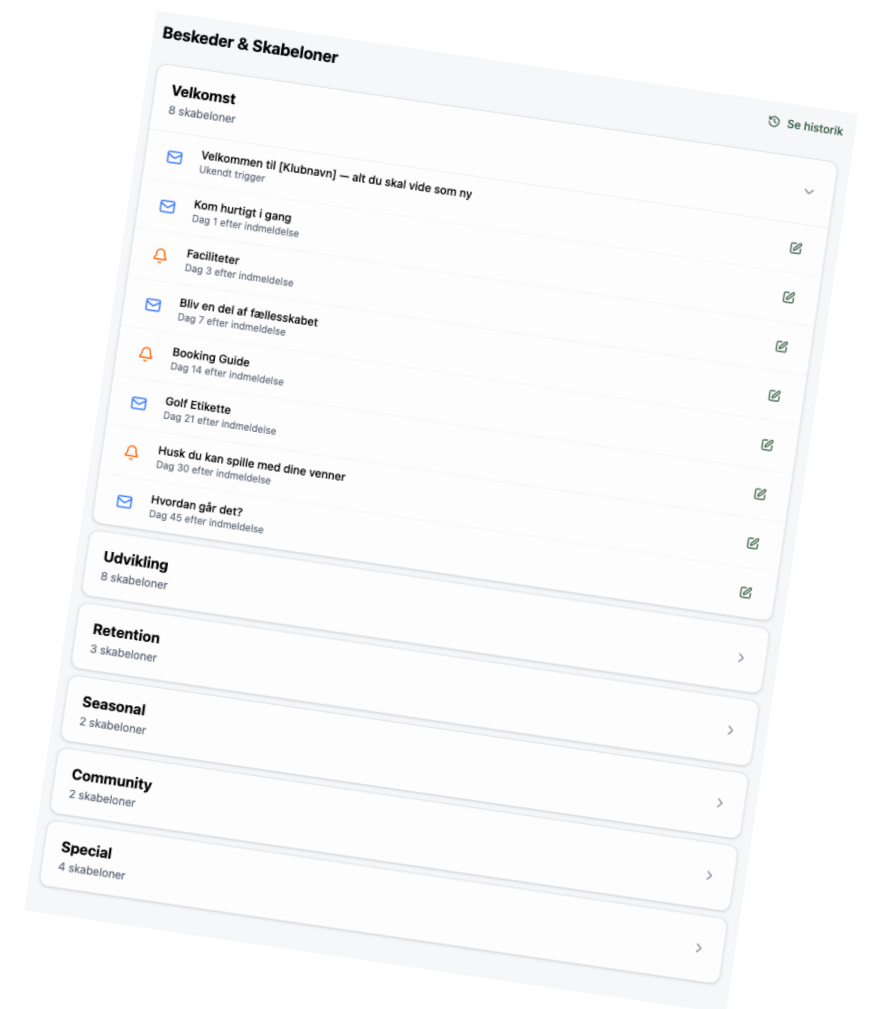 Beskeder & Skabeloner
Se historik
Velkomst
8 skabeloner
Velkommen til [Klubnavn] — alt du skal vide som ny
Ukendt trigger
Kom hurtigt i gang
Dag 1 efter indmeldelse
Faciliteter
Dag 3 efter indmeldelse
Bliv en del af fællesskabet
Dag 7 efter indmeldelse
Booking Guide
Dag 14 efter indmeldelse
Golf Etikette
Dag 21 efter indmeldelse
Husk du kan spille med dine venner
Dag 30 efter indmeldelse
Hvordan går det?
Dag 45 efter indmeldelse
Udvikling
8 skabeloner
Retention
3 skabeloner
Seasonal
2 skabeloner
Community
2 skabeloner
Special
4 skabeloner